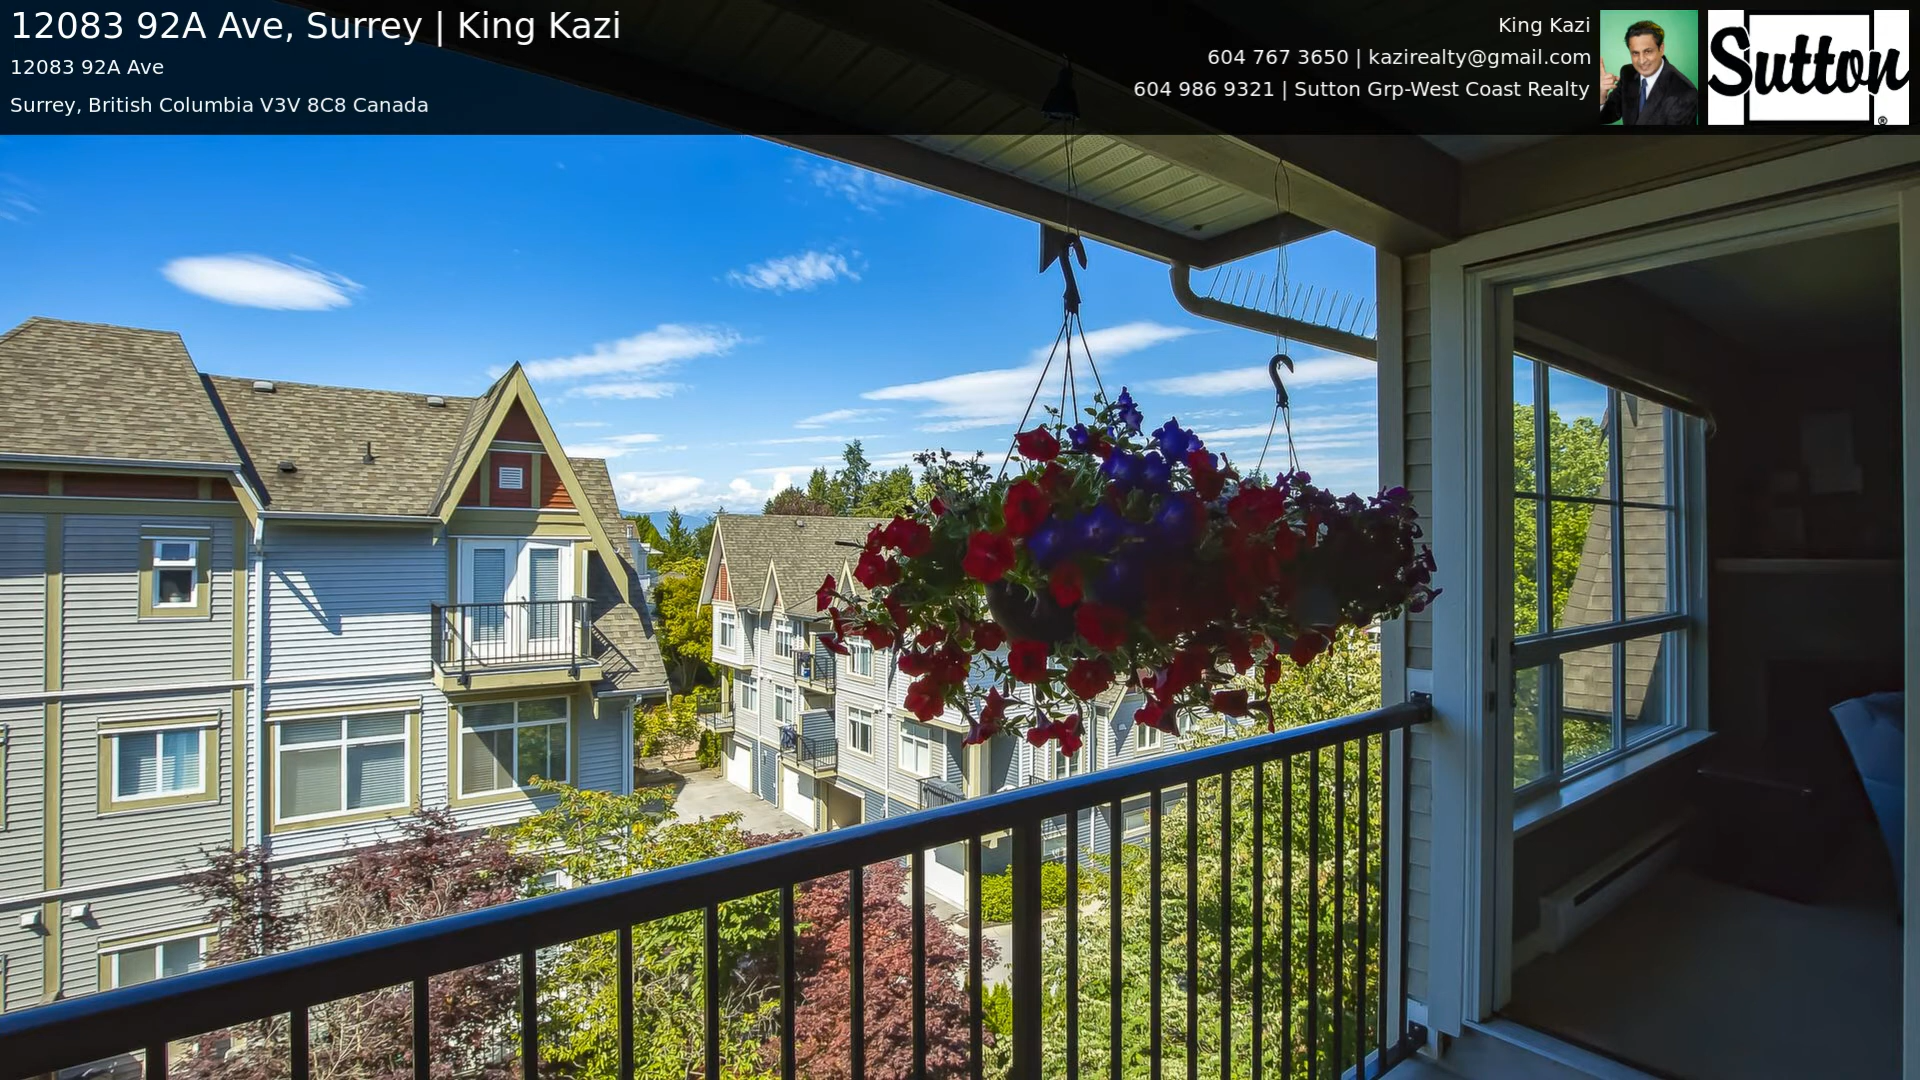 12083 92A Ave, Surrey | King Kazi
12083 92A Ave
Surrey, British Columbia V3V 8C8 Canada
King Kazi
604 767 3650 | kazirealty@gmail.com
604 986 9321 | Sutton Grp-West Coast Realty
Sutton
®